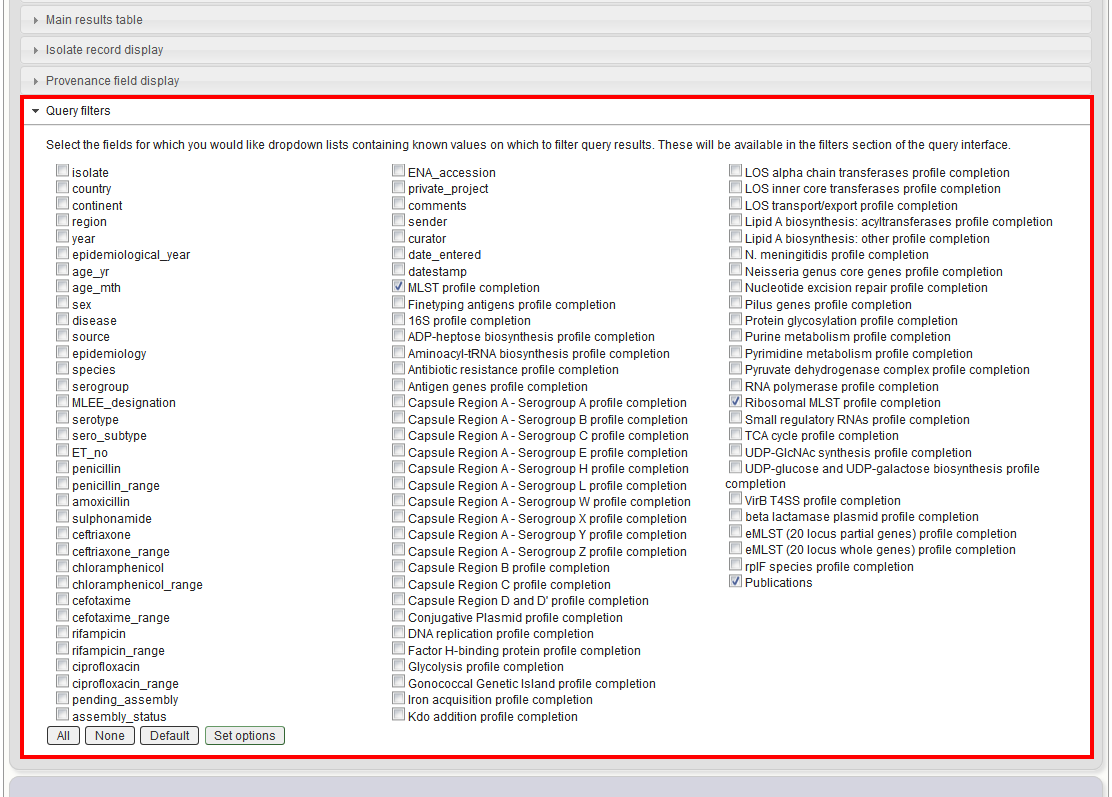 Main results table
Isolate record display
Provenance field display
Query filters
Select the fields for which you would like dropdown lists containing known values on which to filter query results. These will be available in the filters section of the query interface.
isolate
country
continent
region
year
epidemiological_year
age_yr
age_mth
sex
disease
source
epidemiology
species
serogroup
MLEE_designation
serotype
sero_subtype
ET_no
penicillin
penicillin_range
amoxicillin
sulphonamide
ceftriaxone
ceftriaxone_range
chloramphenicol
chloramphenicol_range
cefotaxime
cefotaxime_range
rifampicin
rifampicin_range
ciprofloxacin
ciprofloxacin_range
pending_assembly
assembly_status
ENA_accession
private_project
comments
sender
curator
date_entered
datestamp
MLST profile completion
Finetyping antigens profile completion
16S profile completion
ADP-heptose biosynthesis profile completion
Aminoacyl-tRNA biosynthesis profile completion
Antibiotic resistance profile completion
Antigen genes profile completion
Capsule Region A - Serogroup A profile completion
Capsule Region A - Serogroup B profile completion
Capsule Region A - Serogroup C profile completion
Capsule Region A - Serogroup E profile completion
Capsule Region A - Serogroup H profile completion
Capsule Region A - Serogroup L profile completion
Capsule Region A - Serogroup W profile completion
Capsule Region A - Serogroup X profile completion
Capsule Region A - Serogroup Y profile completion
Capsule Region A - Serogroup Z profile completion
Capsule Region B profile completion
Capsule Region C profile completion
Capsule Region D and D' profile completion
Conjugative Plasmid profile completion
DNA replication profile completion
Factor H-binding protein profile completion
Glycolysis profile completion
Gonococcal Genetic Island profile completion
Iron acquisition profile completion
Kdo addition profile completion
LOS alpha chain transferases profile completion
LOS inner core transferases profile completion
LOS transport/export profile completion
Lipid A biosynthesis: acyltransferases profile completion
Lipid A biosynthesis: other profile completion
N. meningitidis profile completion
Neisseria genus core genes profile completion
Nucleotide excision repair profile completion
Pilus genes profile completion
Protein glycosylation profile completion
Purine metabolism profile completion
Pyrimidine metabolism profile completion
Pyruvate dehydrogenase complex profile completion
RNA polymerase profile completion
Ribosomal MLST profile completion
Small regulatory RNAs profile completion
TCA cycle profile completion
UDP-GlcNAc synthesis profile completion
UDP-glucose and UDP-galactose biosynthesis profile
completion
VirB T4SS profile completion
beta lactamase plasmid profile completion
eMLST (20 locus partial genes) profile completion
eMLST (20 locus whole genes) profile completion
rplF species profile completion
Publications
All
None
Default
Set options